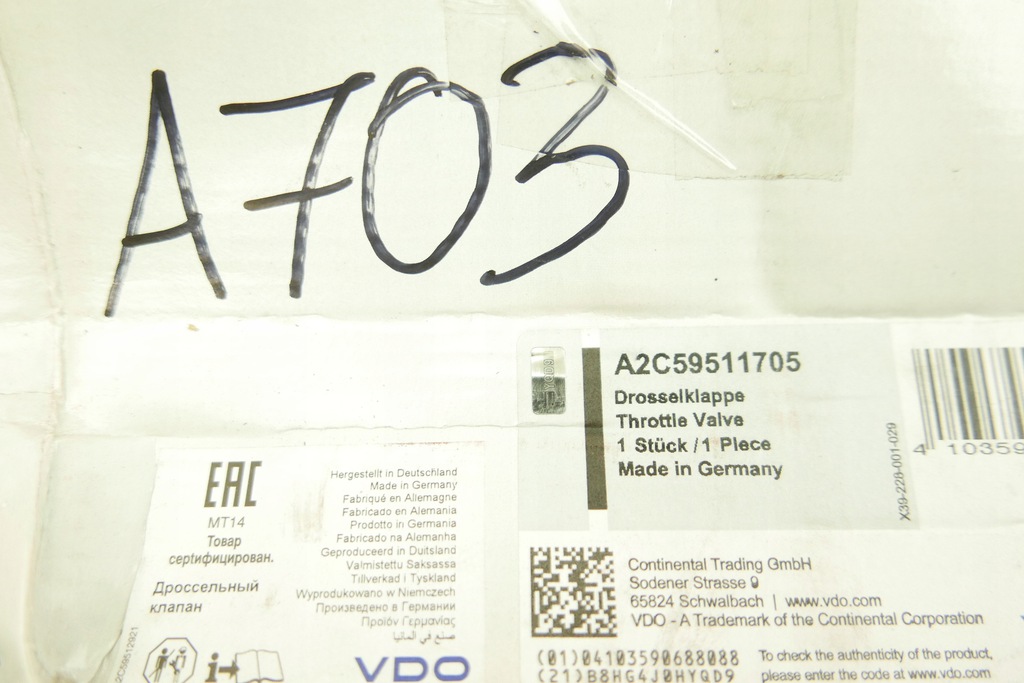 A703
A2C59511705
Drosselklappe
Throttle Valve
1 Stück / 1 Piece
Made in Germany
X39-228-001-029
4 10359
EAC
MT14
Товар
сертифицирован.
Дроссельный
клапан
Hergestellt in Deutschland
Made in Germany
Fabriqué en Allemagne
Fabricado en Alemania
Prodotto in Germania
Fabricado na Alemanha
Geproduceerd in Duitsland
Valmistettu Saksassa
Tillverkad i Tyskland
Wyprodukowano w Niemczech
Произведено в Германии
Προϊόν Γερμανίας
صنع في المانيا
2C59512921
VDO
Continental Trading GmbH
Sodener Strasse 9
65824 Schwalbach | www.vdo.com
VDO - A Trademark of the Continental Corporation
(01)04103590688088
(21)B8HG4J0HYQD9
To check the authenticity of the product,
please enter the code at www.vdo.com